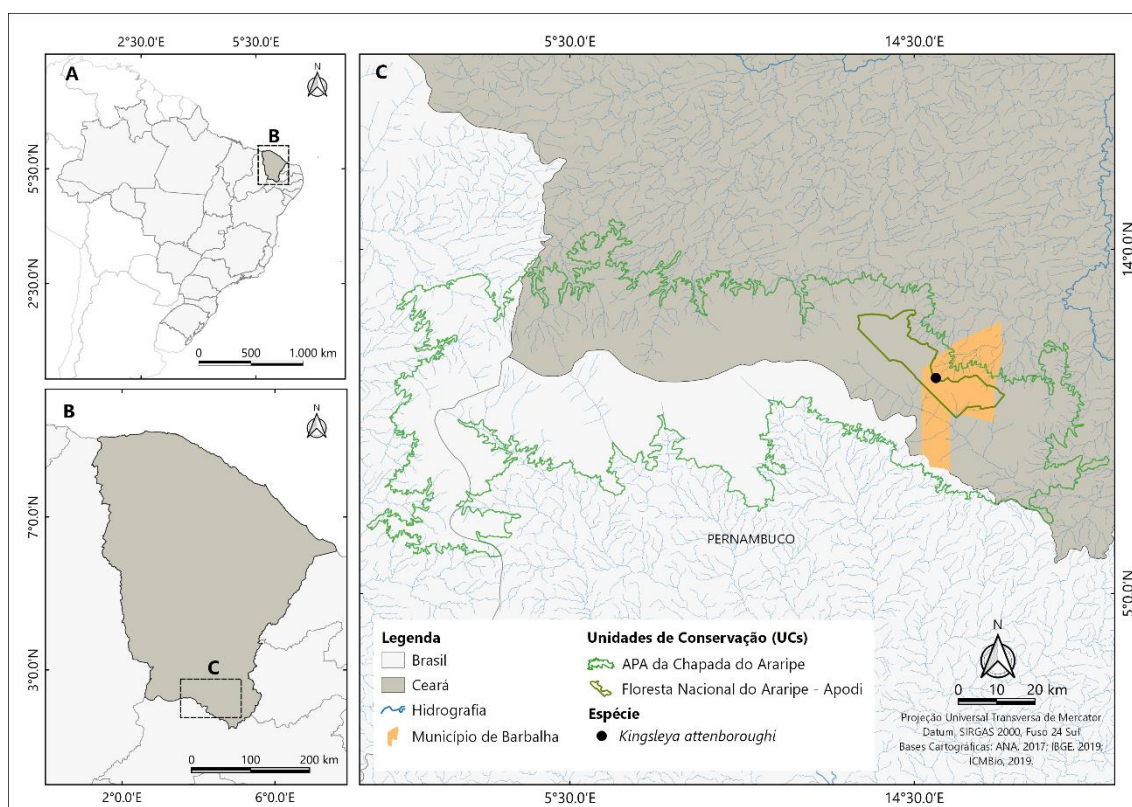 2°30.0'E 5°30.0'E
A
N
B
5°30.0'N
2°30.0'N
0 500 1.000 km
B
N
7°0.0'N
3°0.0'N
C
0 100 200 km
2°0.0'E 6°0.0'E
5°30.0'E 14°30.0'E
C
14°0.0'N
5°0.0'N
PERNAMBUCO
Legenda
Brasil
Ceará
Hidrografia
Município de Barbalha
Unidades de Conservação (UCs)
APA da Chapada do Araripe
Floresta Nacional do Araripe - Apodi
Espécie
Kingsleya attenboroughi
N
0 10 20 km
Projeção Universal Transversa de Mercator
Datum, SIRGAS 2000, Fuso 24 Sul
Bases Cartográficas: ANA, 2017; IBGE, 2019;
ICMBio, 2019.
5°30.0'E 14°30.0'E